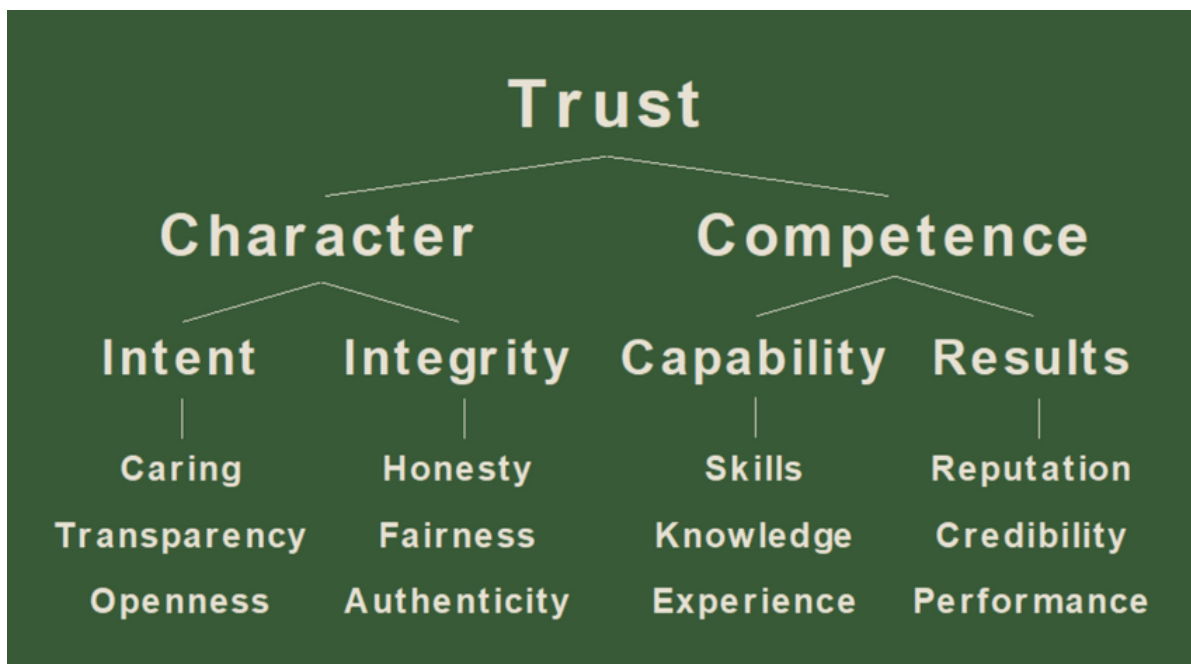 Trust
Character Competence
Intent Integrity Capability Results
Caring Honesty Skills Reputation
Transparency Fairness Knowledge Credibility
Openness Authenticity Experience Performance